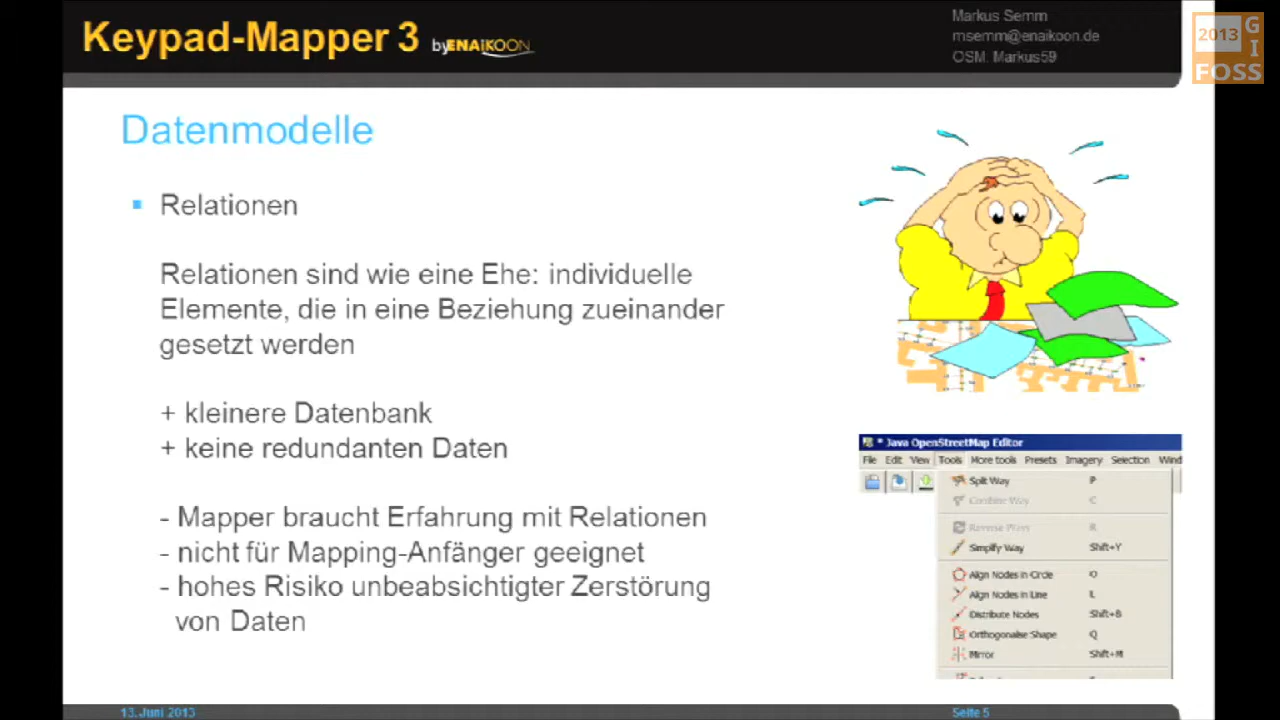 Keypad-Mapper 3 by ENAiKOON
Markus Semm
msemm@enaikoon.de
OSM: Markus59
2013
GI
FOSS
Datenmodelle
Relationen
Relationen sind wie eine Ehe: individuelle
Elemente, die in eine Beziehung zueinander
gesetzt werden
+ kleinere Datenbank
+ keine redundanten Daten
- Mapper braucht Erfahrung mit Relationen
- nicht für Mapping-Anfänger geeignet
- hohes Risiko unbeabsichtigter Zerstörung
von Daten
* Java OpenStreetMap Editor
File Edit View Tools More tools Presets Imagery Selection Wind
Split Way P
Combine Way C
Reverse Ways R
Simplify Way Shift+Y
Align Nodes in Circle O
Align Nodes in Line L
Distribute Nodes Shift+B
Orthogonalise Shape Q
Mirror Shift+M
13. Juni 2013
Seite 5